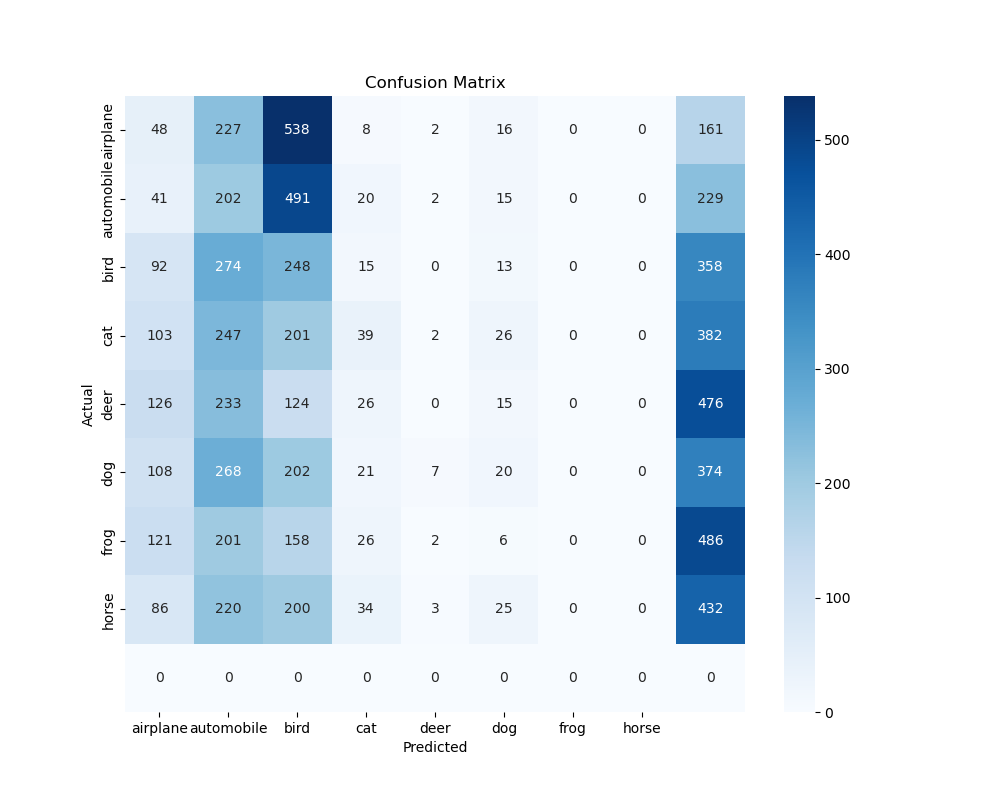 Confusion Matrix
airplane 48 227 538 8 2 16 0 0 161
automobile 41 202 491 20 2 15 0 0 229
bird 92 274 248 15 0 13 0 0 358
cat 103 247 201 39 2 26 0 0 382
deer 126 233 124 26 0 15 0 0 476
dog 108 268 202 21 7 20 0 0 374
frog 121 201 158 26 2 6 0 0 486
horse 86 220 200 34 3 25 0 0 432
0 0 0 0 0 0 0 0 0
airplane automobile bird cat deer dog frog horse
Predicted
Actual
500
400
300
200
100
0